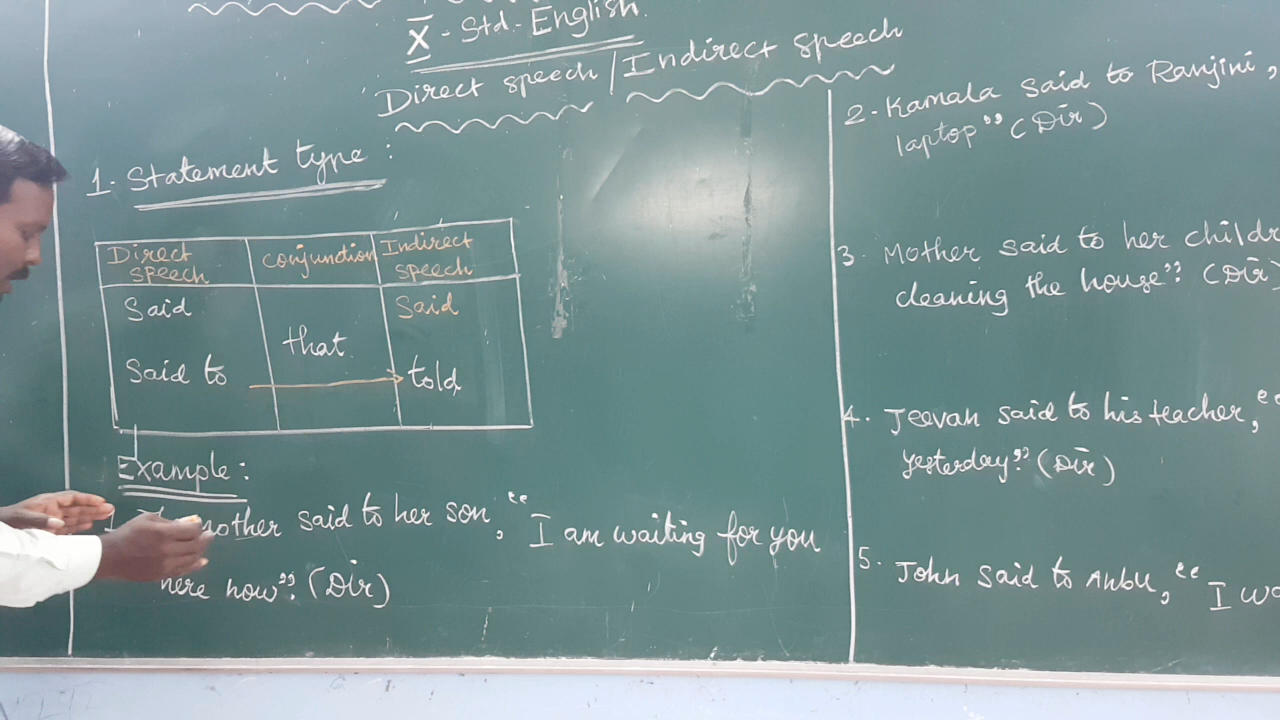 X - Std - English.
Direct speech / Indirect speech
1. Statement type :
Direct speech
conjunction
Indirect speech
Said
that
Said
Said to
told
Example:
mother said to her son, “I am waiting for you
here now”. (Dir)
2. Kamala said to Ranjini,
laptop” (Dir)
3. Mother said to her childr
cleaning the house”. (Dir)
4. Jeevan said to his teacher, “
yesterday”. (Dir)
5. John said to Anbu, “I wa